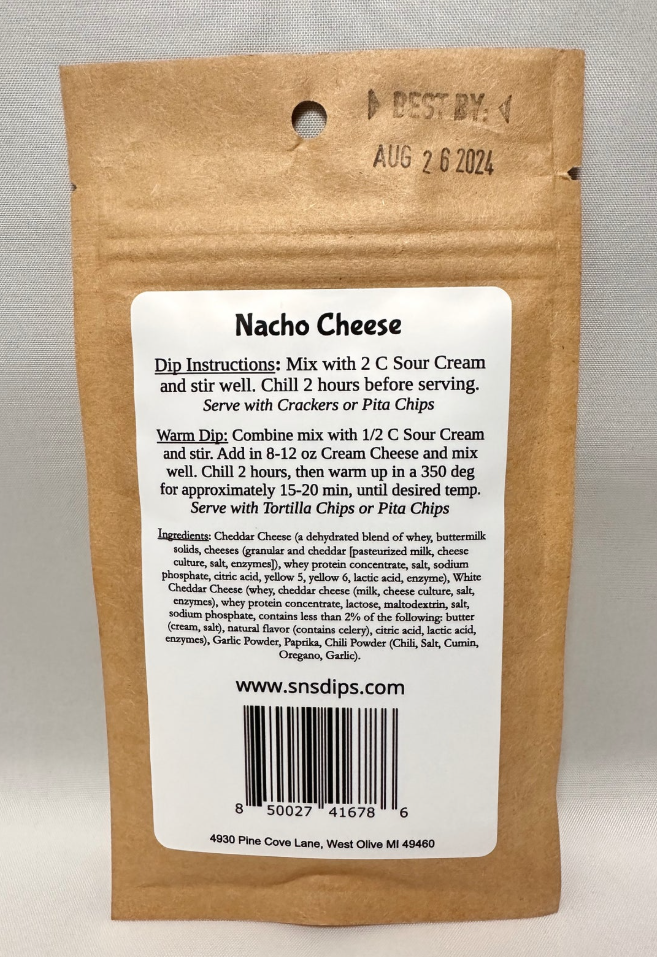 BEST BY:
AUG 26 2024
Nacho Cheese
Dip Instructions: Mix with 2 C Sour Cream
and stir well. Chill 2 hours before serving.
Serve with Crackers or Pita Chips
Warm Dip: Combine mix with 1/2 C Sour Cream
and stir. Add in 8-12 oz Cream Cheese and mix
well. Chill 2 hours, then warm up in a 350 deg
for approximately 15-20 min, until desired temp.
Serve with Tortilla Chips or Pita Chips
Ingredients: Cheddar Cheese (a dehydrated blend of whey, buttermilk
solids, cheeses (granular and cheddar [pasteurized milk, cheese
culture, salt, enzymes]), whey protein concentrate, salt, sodium
phosphate, citric acid, yellow 5, yellow 6, lactic acid, enzyme), White
Cheddar Cheese (whey, cheddar cheese (milk, cheese culture, salt,
enzymes), whey protein concentrate, lactose, maltodextrin, salt,
sodium phosphate, contains less than 2% of the following: butter
(cream, salt), natural flavor (contains celery), citric acid, lactic acid,
enzymes), Garlic Powder, Paprika, Chili Powder (Chili, Salt, Cumin,
Oregano, Garlic).
www.snsdips.com
8 50027 41678 6
4930 Pine Cove Lane, West Olive MI 49460